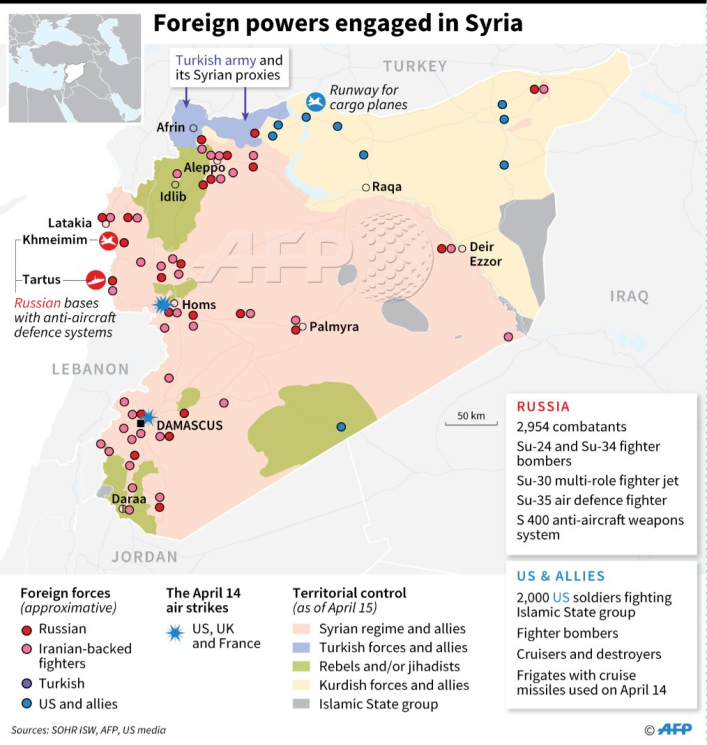 Foreign powers engaged in Syria
Turkish army and
its Syrian proxies
TURKEY
Runway for
cargo planes
Afrin
Aleppo
Idlib
Raqa
Latakia
Khmeimim
Tartus
Russian bases
with anti-aircraft
defence systems
AFP
Deir
Ezzor
Homs
Palmyra
IRAQ
LEBANON
DAMASCUS
50 km
Daraa
JORDAN
RUSSIA
2,954 combatants
Su-24 and Su-34 fighter
bombers
Su-30 multi-role fighter jet
Su-35 air defence fighter
S 400 anti-aircraft weapons
system
US & ALLIES
2,000 US soldiers fighting
Islamic State group
Fighter bombers
Cruisers and destroyers
Frigates with cruise
missiles used on April 14
Foreign forces
(approximative)
Russian
Iranian-backed
fighters
Turkish
US and allies
The April 14
air strikes
US, UK
and France
Territorial control
(as of April 15)
Syrian regime and allies
Turkish forces and allies
Rebels and/or jihadists
Kurdish forces and allies
Islamic State group
Sources: SOHR ISW, AFP, US media
© AFP